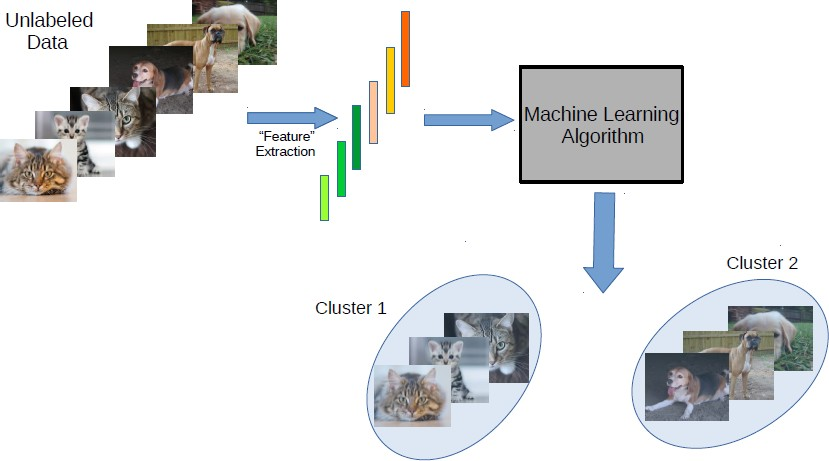 Unlabeled
Data
“Feature”
Extraction
Machine Learning
Algorithm
Cluster 1
Cluster 2